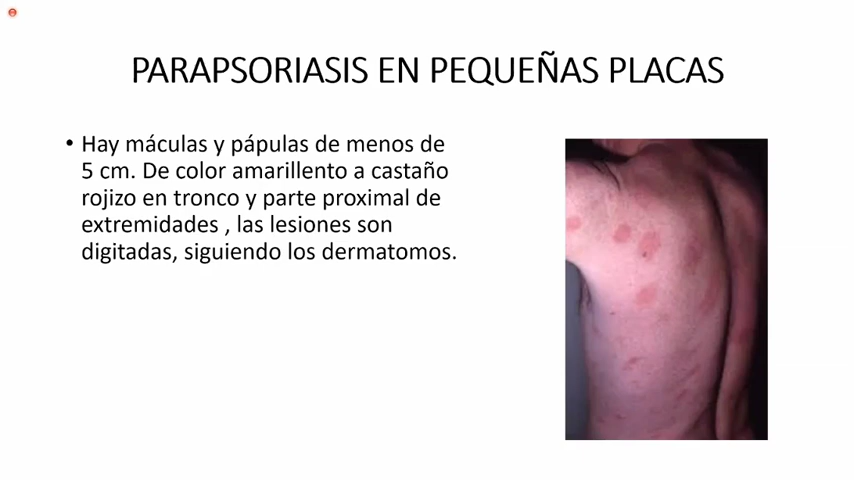 PARAPSORIASIS EN PEQUEÑAS PLACAS
• Hay máculas y pápulas de menos de
5 cm. De color amarillento a castaño
rojizo en tronco y parte proximal de
extremidades , las lesiones son
digitadas, siguiendo los dermatomos.